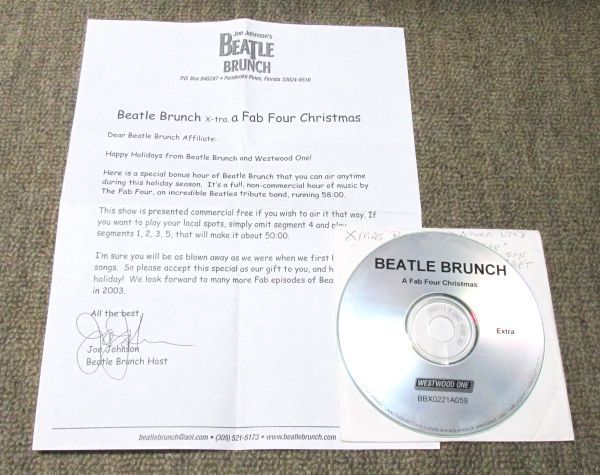 Joe Johnson's
BEATLE
BRUNCH
P.O. Box 848247 • Pembroke Pines, Florida 33024-6518
Beatle Brunch X-tra, a Fab Four Christmas
Dear Beatle Brunch Affiliate:
Happy Holidays from Beatle Brunch and Westwood One!
Here is a special bonus hour of Beatle Brunch that you can air anytime
during this holiday season. It's a full, non-commercial hour of music by
The Fab Four, an incredible Beatles tribute band, running 58:00.
This show is presented commercial free if you wish to air it that way. If
you want to play your local spots, simply omit segment 4 and play
segments 1, 2, 3, 5, that will make it about 50:00.
I'm sure you will be as blown away as we were when we first
songs. So please accept this special as our gift to you, and
holiday! We look forward to many more Fab episodes of
in 2003.
All the best,
Joe Johnson
Beatle Brunch Host
beatlebrunch@aol.com • (305) 521-5173 • www.beatlebrunch.com
XMAS NEVER USED
BEATLE BRUNCH
A Fab Four Christmas
Extra
WESTWOOD ONE
BBX0221A059